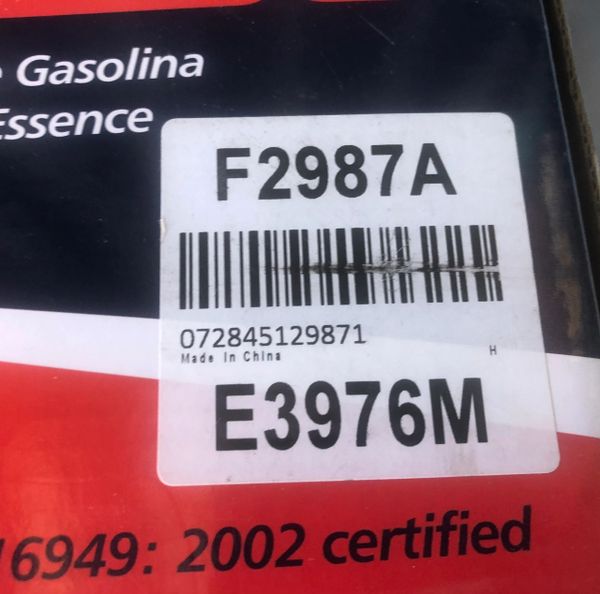 Gasolina
Essence
F2987A
072845129871
Made In China
H
E3976M
16949: 2002 certified